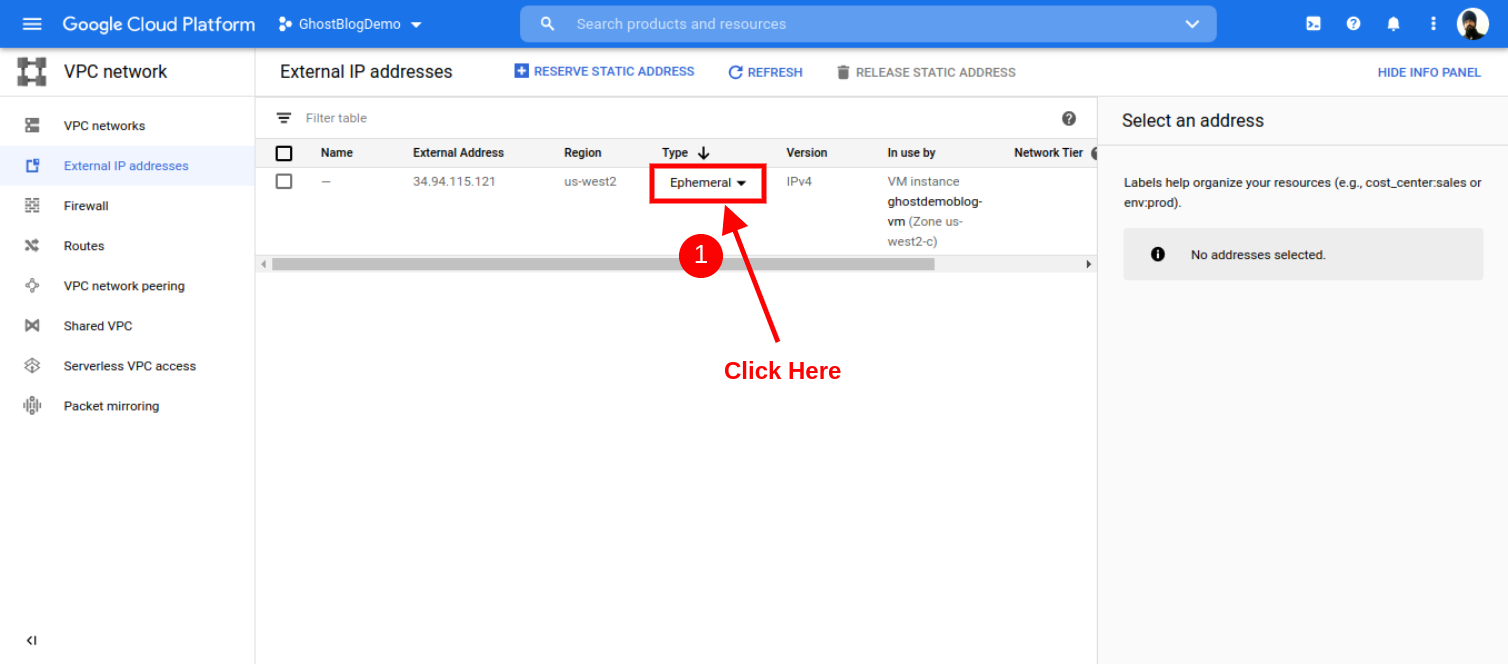 Google Cloud Platform GhostBlogDemo Search products and resources
VPC network
External IP addresses RESERVE STATIC ADDRESS REFRESH RELEASE STATIC ADDRESS HIDE INFO PANEL
VPC networks
External IP addresses
Firewall
Routes
VPC network peering
Shared VPC
Serverless VPC access
Packet mirroring
Filter table
Name External Address Region Type Version In use by Network Tier
— 34.94.115.121 us-west2 Ephemeral IPv4 VM instance
ghostdemoblog-
vm (Zone us-
west2-c)
1
Click Here
Select an address
Labels help organize your resources (e.g., cost_center:sales or
env:prod).
No addresses selected.